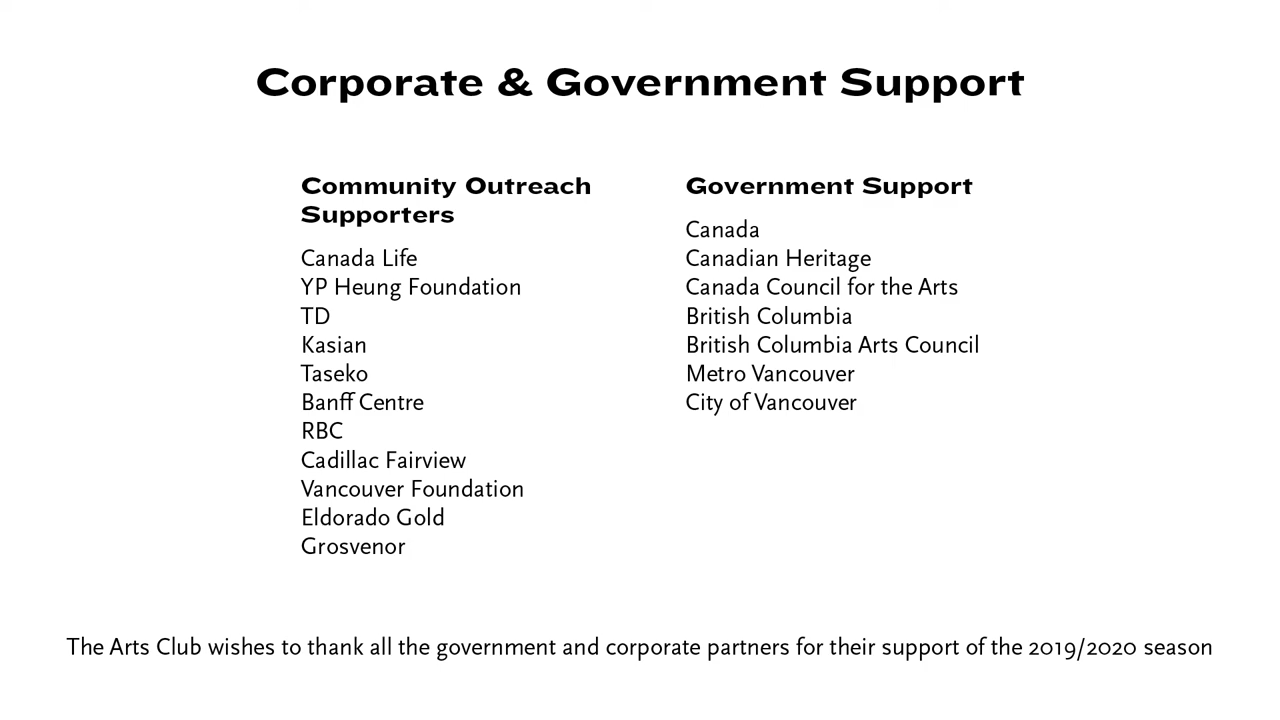 Corporate & Government Support
Community Outreach
Supporters
Canada Life
YP Heung Foundation
TD
Kasian
Taseko
Banff Centre
RBC
Cadillac Fairview
Vancouver Foundation
Eldorado Gold
Grosvenor
Government Support
Canada
Canadian Heritage
Canada Council for the Arts
British Columbia
British Columbia Arts Council
Metro Vancouver
City of Vancouver
The Arts Club wishes to thank all the government and corporate partners for their support of the 2019/2020 season